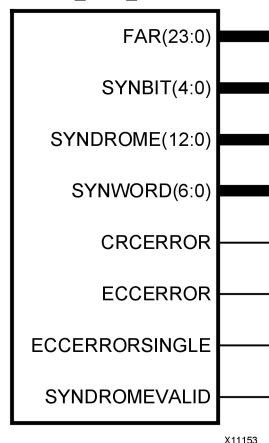 FAR(23:0)
SYNBIT(4:0)
SYNDROME(12:0)
SYNWORD(6:0)
CRCERROR
ECCERROR
ECCERRORSINGLE
SYNDROMEVALID
X11153